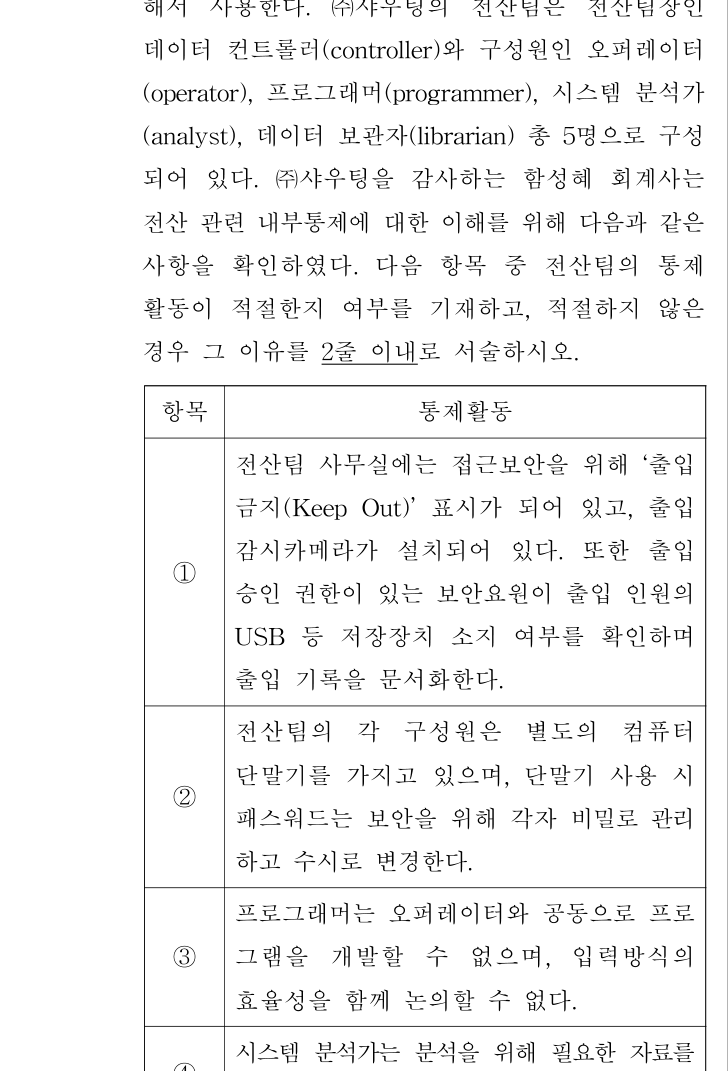 해서 사용한다. ㈜샤우팅의 전산팀은 전산팀장인
데이터 컨트롤러(controller)와 구성원인 오퍼레이터
(operator), 프로그래머(programmer), 시스템 분석가
(analyst), 데이터 보관자(librarian) 총 5명으로 구성
되어 있다. ㈜샤우팅을 감사하는 함성혜 회계사는
전산 관련 내부통제에 대한 이해를 위해 다음과 같은
사항을 확인하였다. 다음 항목 중 전산팀의 통제
활동이 적절한지 여부를 기재하고, 적절하지 않은
경우 그 이유를 2줄 이내로 서술하시오.
항목 통제활동
①
전산팀 사무실에는 접근보안을 위해 ‘출입
금지(Keep Out)’ 표시가 되어 있고, 출입
감시카메라가 설치되어 있다. 또한 출입
승인 권한이 있는 보안요원이 출입 인원의
USB 등 저장장치 소지 여부를 확인하며
출입 기록을 문서화한다.
②
전산팀의 각 구성원은 별도의 컴퓨터
단말기를 가지고 있으며, 단말기 사용 시
패스워드는 보안을 위해 각자 비밀로 관리
하고 수시로 변경한다.
③
프로그래머는 오퍼레이터와 공동으로 프로
그램을 개발할 수 없으며, 입력방식의
효율성을 함께 논의할 수 없다.
시스템 분석가는 분석을 위해 필요한 자료를